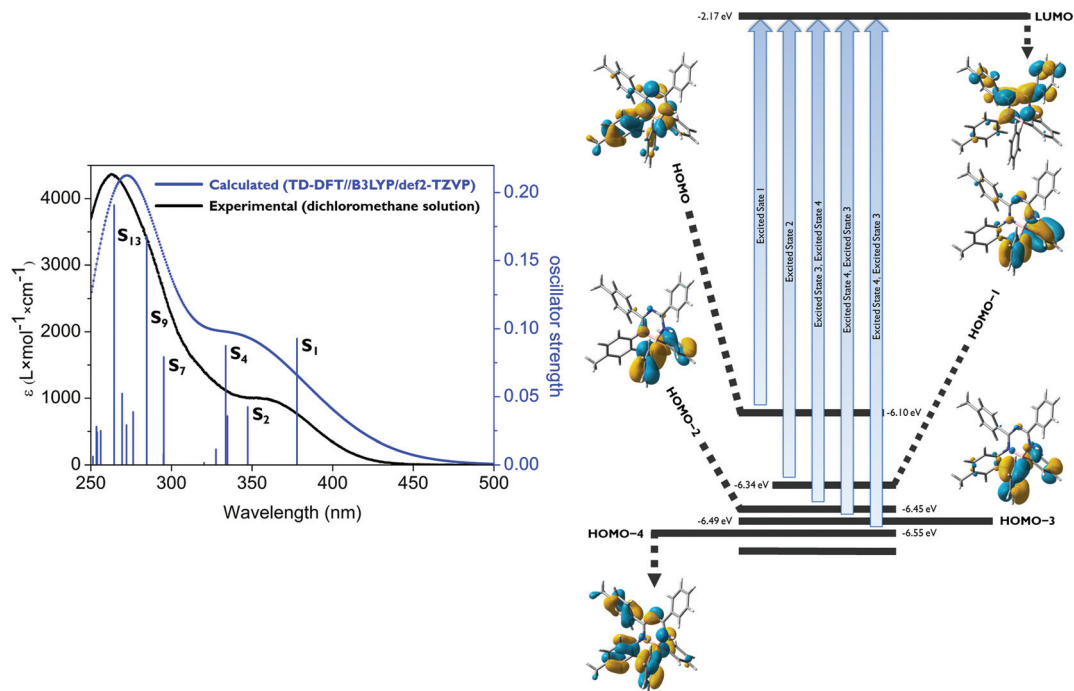 Calculated (TD-DFT//B3LYP/def2-TZVP)
Experimental (dichloromethane solution)
S13
S9
S7
S4
S2
S1
ε (L×mol⁻¹×cm⁻¹)
4000
3000
2000
1000
0
250
300
350
400
450
500
Wavelength (nm)
0.20
0.15
0.10
0.05
0.00
oscillator strength
-2.17 eV
LUMO
HOMO
Excited Sate 1
Excited State 2
Excited State 3, Excited State 4
Excited State 4, Excited State 3
Excited State 4, Excited State 3
HOMO−1
HOMO−2
-6.10 eV
-6.34 eV
-6.45 eV
-6.49 eV
HOMO−3
HOMO−4
-6.55 eV